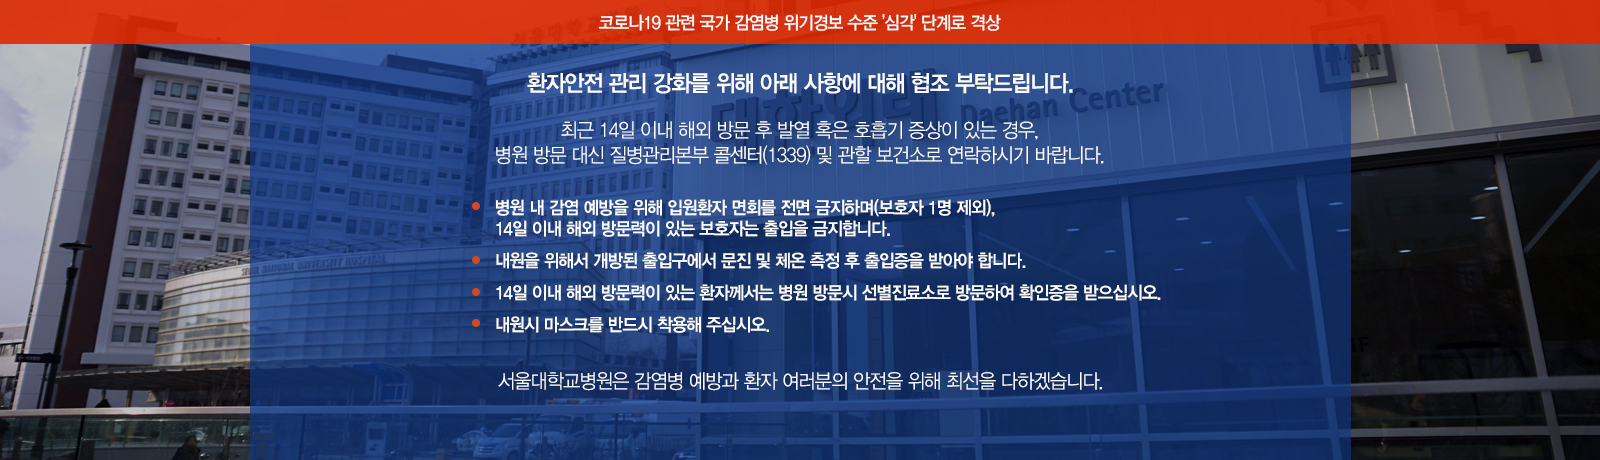 코로나19 관련 국가 감염병 위기경보 수준 '심각' 단계로 격상
환자안전 관리 강화를 위해 아래 사항에 대해 협조 부탁드립니다.
대한외래
Daehan Center
최근 14일 이내 해외 방문 후 발열 혹은 호흡기 증상이 있는 경우,
병원 방문 대신 질병관리본부 콜센터(1339) 및 관할 보건소로 연락하시기 바랍니다.
병원 내 감염 예방을 위해 입원환자 면회를 전면 금지하며(보호자 1명 제외),
14일 이내 해외 방문력이 있는 보호자는 출입을 금지합니다.
내원을 위해서 개방된 출입구에서 문진 및 체온 측정 후 출입증을 받아야 합니다.
SEOUL NATIONAL UNIVERSITY HOSPITAL
14일 이내 해외 방문력이 있는 환자께서는 병원 방문시 선별진료소로 방문하여 확인증을 받으십시오.
내원시 마스크를 반드시 착용해 주십시오.
서울대학교병원은 감염병 예방과 환자 여러분의 안전을 위해 최선을 다하겠습니다.